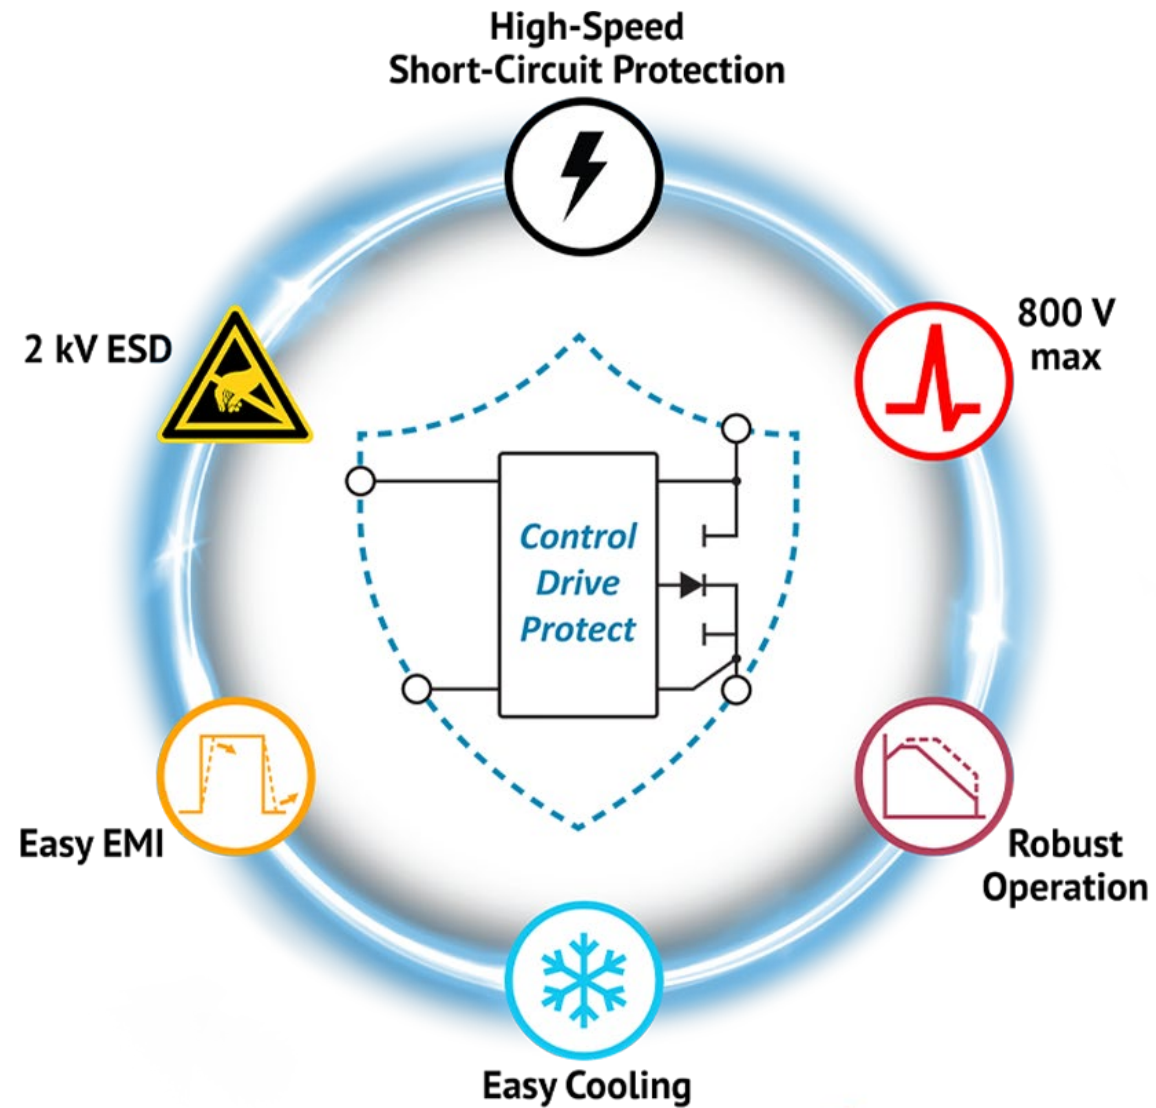 High-Speed
Short-Circuit Protection
800 V
max
2 kV ESD
Control
Drive
Protect
Easy EMI
Robust
Operation
Easy Cooling